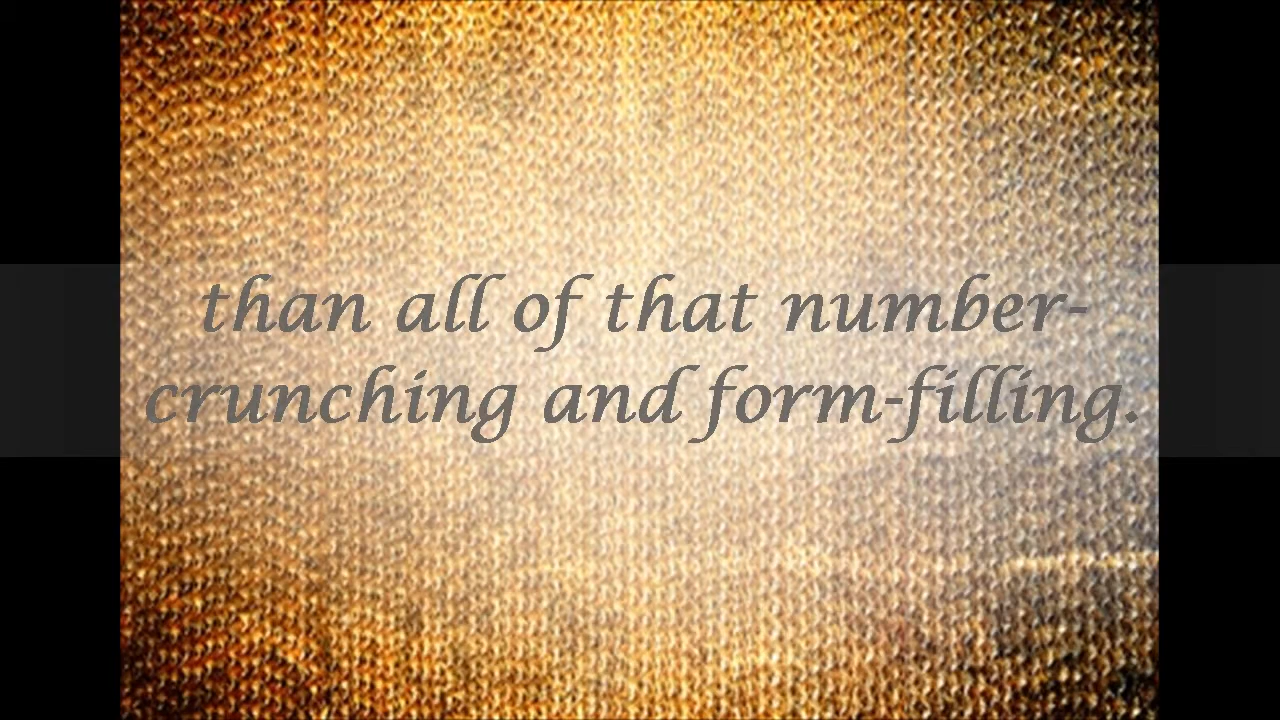 than all of that number-
crunching and form-filling.